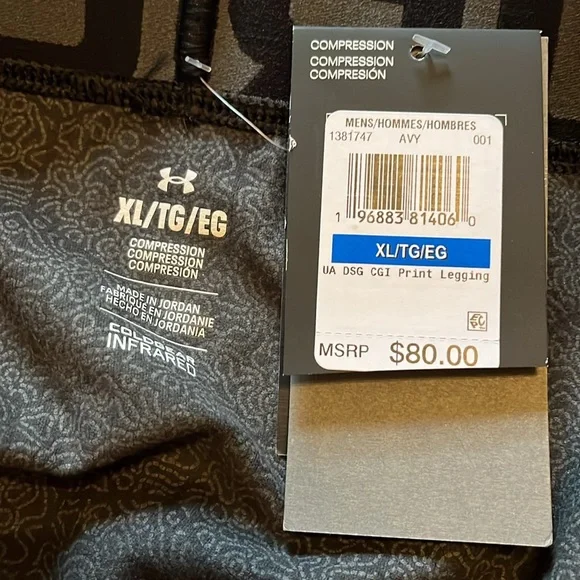 COMPRESSION
COMPRESSION
COMPRESIÓN
MENS/HOMMES/HOMBRES
1381747 AVY 001
1 96883 81406 0
XL/TG/EG
UA DSG CGI Print Legging
MSRP $80.00
XL/TG/EG
COMPRESSION
COMPRESSION
COMPRESIÓN
MADE IN JORDAN
FABRIQUÉ EN JORDANIE
HECHO EN JORDANIA
COLDGEAR
INFRARED